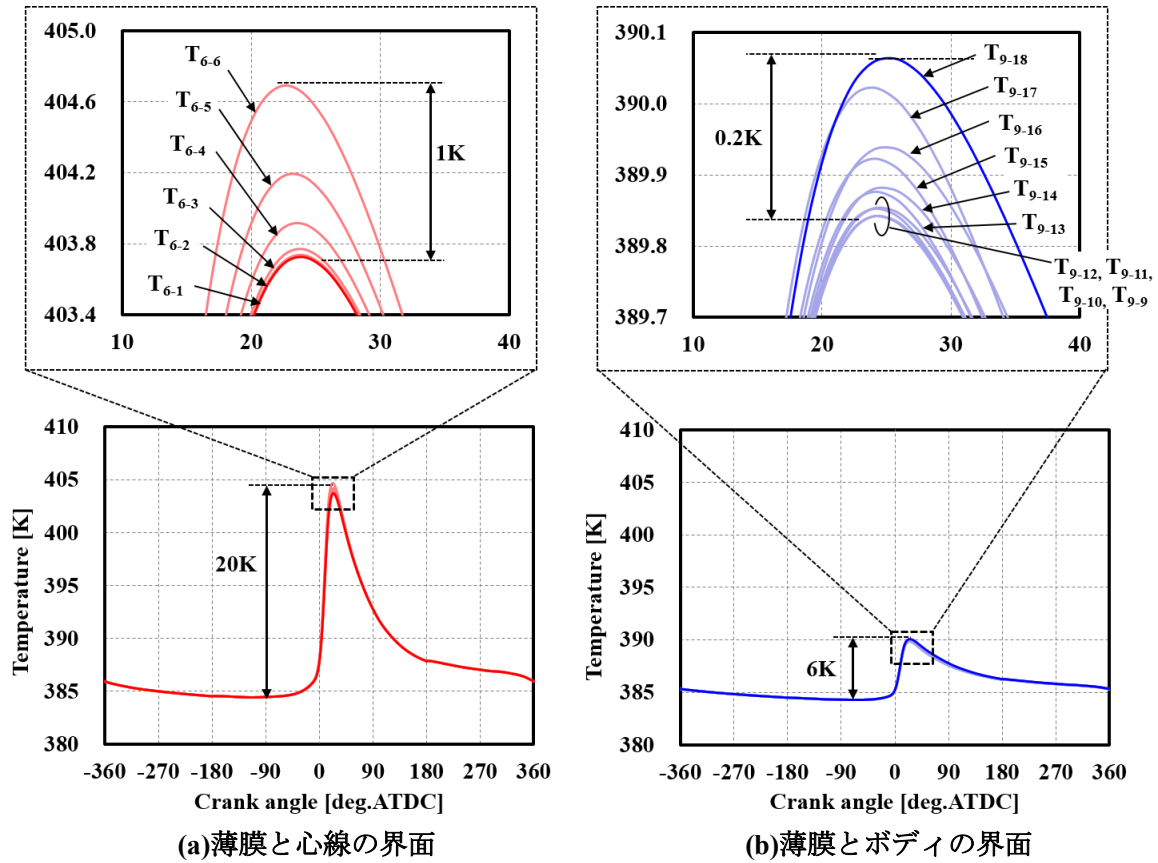 405.0
404.6
404.2
403.8
403.4
10
20
30
40
T6-6
T6-5
T6-4
T6-3
T6-2
T6-1
1K
390.1
390.0
389.9
389.8
389.7
10
20
30
40
0.2K
T9-18
T9-17
T9-16
T9-15
T9-14
T9-13
T9-12, T9-11,
T9-10, T9-9
Temperature [K]
410
405
400
395
390
385
380
20K
-360 -270 -180 -90 0 90 180 270 360
Crank angle [deg.ATDC]
(a)薄膜と心線の界面
Temperature [K]
410
405
400
395
390
385
380
6K
-360 -270 -180 -90 0 90 180 270 360
Crank angle [deg.ATDC]
(b)薄膜とボディの界面